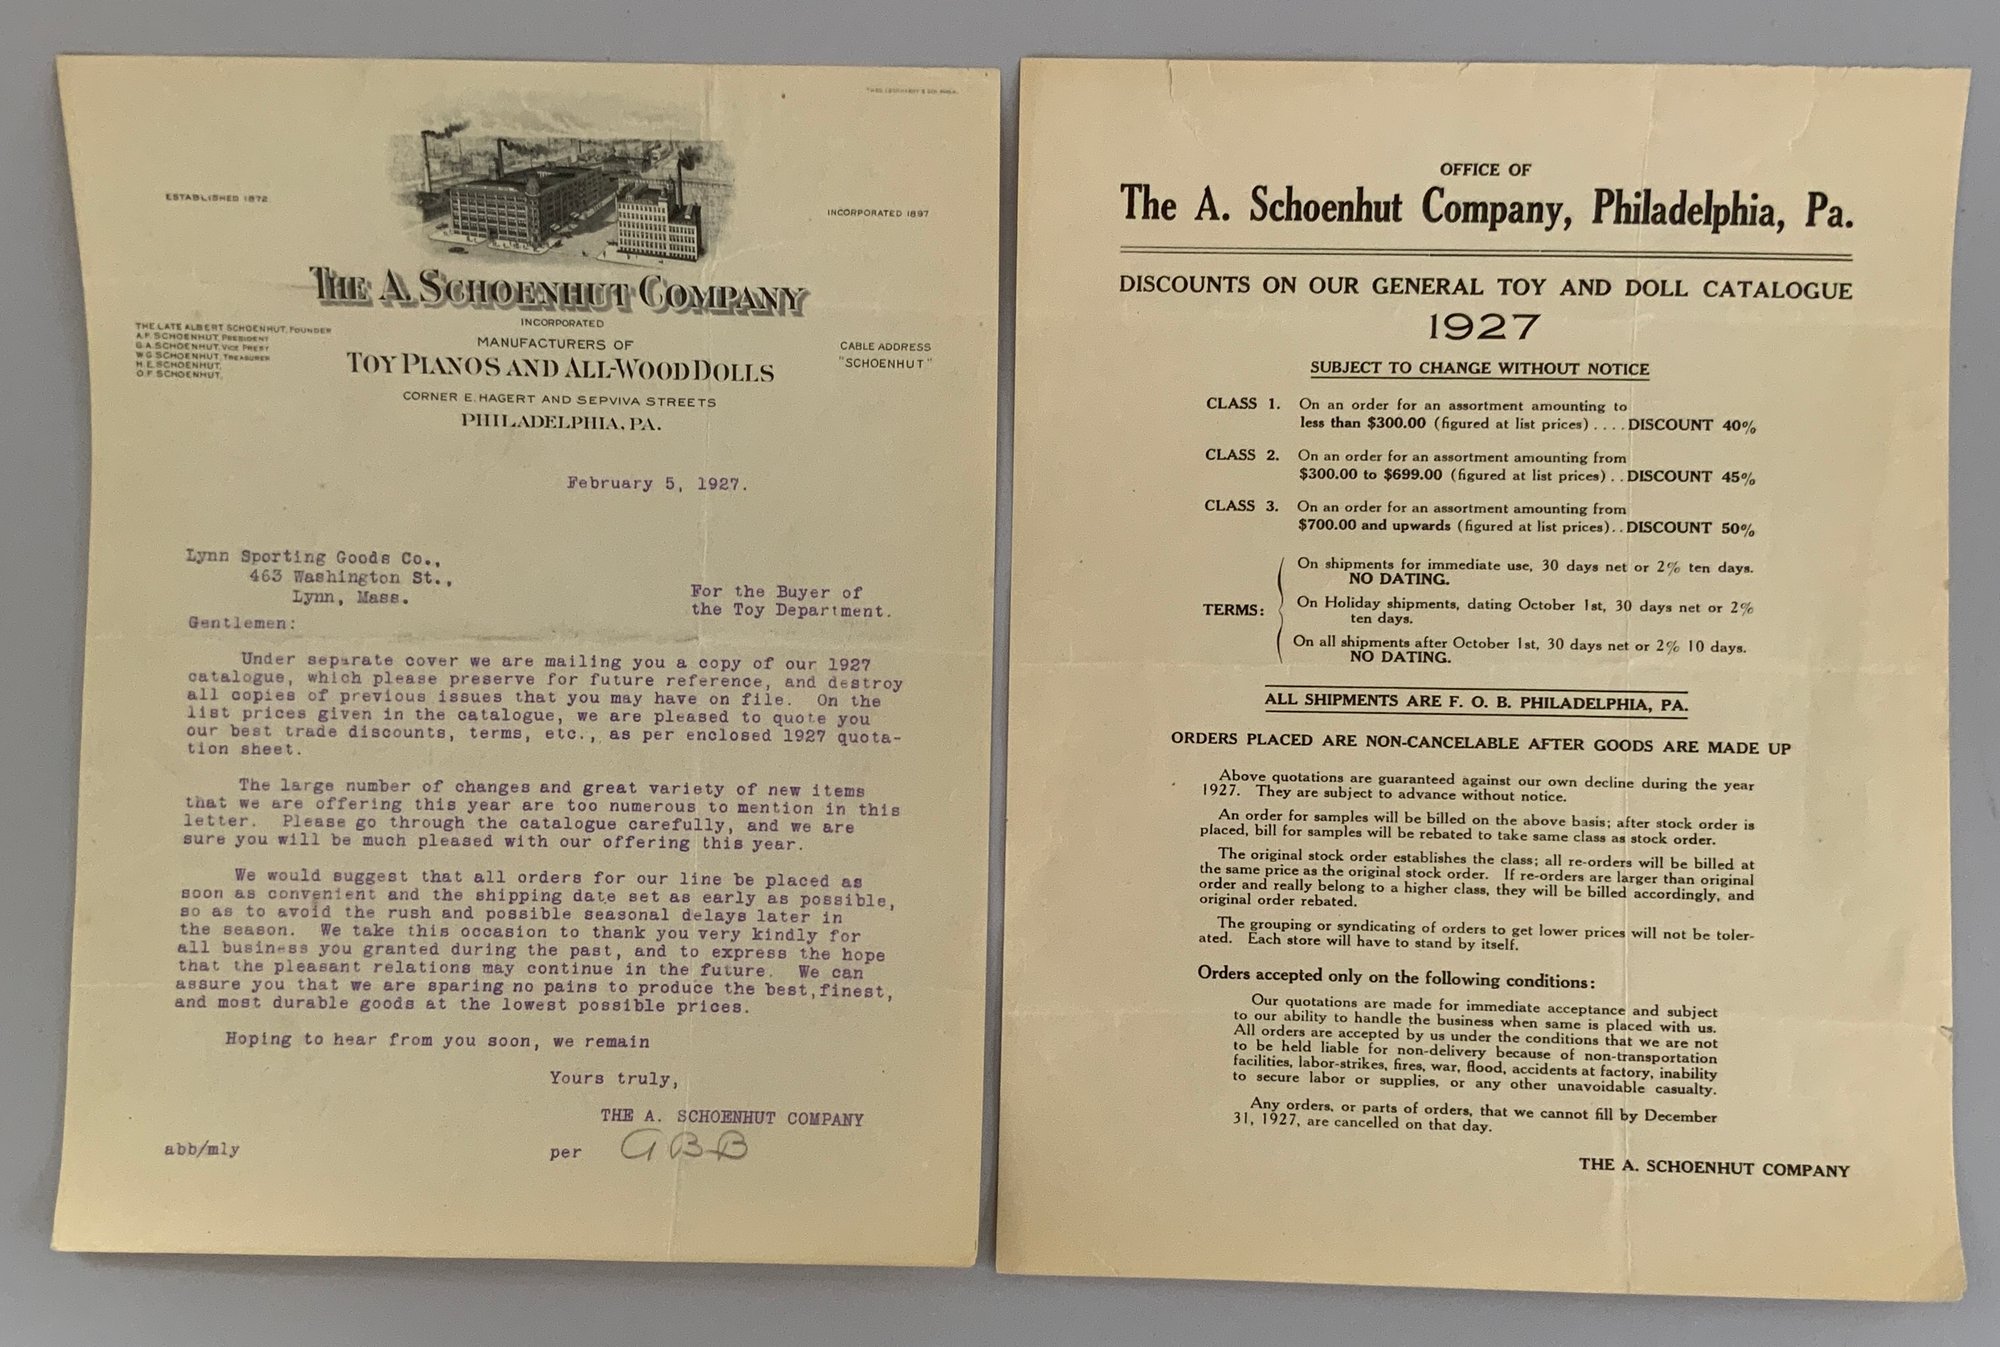 ESTABLISHED 1872
INCORPORATED 1897
THE A. SCHOENHUT COMPANY
INCORPORATED
MANUFACTURERS OF
TOY PIANOS AND ALL-WOOD DOLLS
CORNER E. HAGERT AND SEPVIVA STREETS
PHILADELPHIA, PA.
THE LATE ALBERT SCHOENHUT, FOUNDER
A.F. SCHOENHUT, PRESIDENT
G.A. SCHOENHUT, VICE PREST
W.G. SCHOENHUT, TREASURER
H.E. SCHOENHUT,
O.F. SCHOENHUT,
CABLE ADDRESS
"SCHOENHUT"
February 5, 1927.
Lynn Sporting Goods Co.,
463 Washington St.,
Lynn, Mass.
For the Buyer of
the Toy Department.
Gentlemen:
Under separate cover we are mailing you a copy of our 1927
catalogue, which please preserve for future reference, and destroy
all copies of previous issues that you may have on file. On the
list prices given in the catalogue, we are pleased to quote you
our best trade discounts, terms, etc., as per enclosed 1927 quota-
tion sheet.
The large number of changes and great variety of new items
that we are offering this year are too numerous to mention in this
letter. Please go through the catalogue carefully, and we are
sure you will be much pleased with our offering this year.
We would suggest that all orders for our line be placed as
soon as convenient and the shipping date set as early as possible,
so as to avoid the rush and possible seasonal delays later in
the season. We take this occasion to thank you very kindly for
all business you granted during the past, and to express the hope
that the pleasant relations may continue in the future. We can
assure you that we are sparing no pains to produce the best, finest,
and most durable goods at the lowest possible prices.
Hoping to hear from you soon, we remain
Yours truly,
THE A. SCHOENHUT COMPANY
abb/mly
per ABB
OFFICE OF
The A. Schoenhut Company, Philadelphia, Pa.
DISCOUNTS ON OUR GENERAL TOY AND DOLL CATALOGUE
1927
SUBJECT TO CHANGE WITHOUT NOTICE
CLASS 1. On an order for an assortment amounting to
less than $300.00 (figured at list prices) .... DISCOUNT 40%
CLASS 2. On an order for an assortment amounting from
$300.00 to $699.00 (figured at list prices) .. DISCOUNT 45%
CLASS 3. On an order for an assortment amounting from
$700.00 and upwards (figured at list prices).. DISCOUNT 50%
TERMS:
On shipments for immediate use, 30 days net or 2% ten days.
NO DATING.
On Holiday shipments, dating October 1st, 30 days net or 2%
ten days.
On all shipments after October 1st, 30 days net or 2% 10 days.
NO DATING.
ALL SHIPMENTS ARE F. O. B. PHILADELPHIA, PA.
ORDERS PLACED ARE NON-CANCELABLE AFTER GOODS ARE MADE UP
Above quotations are guaranteed against our own decline during the year
1927. They are subject to advance without notice.
An order for samples will be billed on the above basis; after stock order is
placed, bill for samples will be rebated to take same class as stock order.
The original stock order establishes the class; all re-orders will be billed at
the same price as the original stock order. If re-orders are larger than original
order and really belong to a higher class, they will be billed accordingly, and
original order rebated.
The grouping or syndicating of orders to get lower prices will not be toler-
ated. Each store will have to stand by itself.
Orders accepted only on the following conditions:
Our quotations are made for immediate acceptance and subject
to our ability to handle the business when same is placed with us.
All orders are accepted by us under the conditions that we are not
to be held liable for non-delivery because of non-transportation
facilities, labor-strikes, fires, war, flood, accidents at factory, inability
to secure labor or supplies, or any other unavoidable casualty.
Any orders, or parts of orders, that we cannot fill by December
31, 1927, are cancelled on that day.
THE A. SCHOENHUT COMPANY